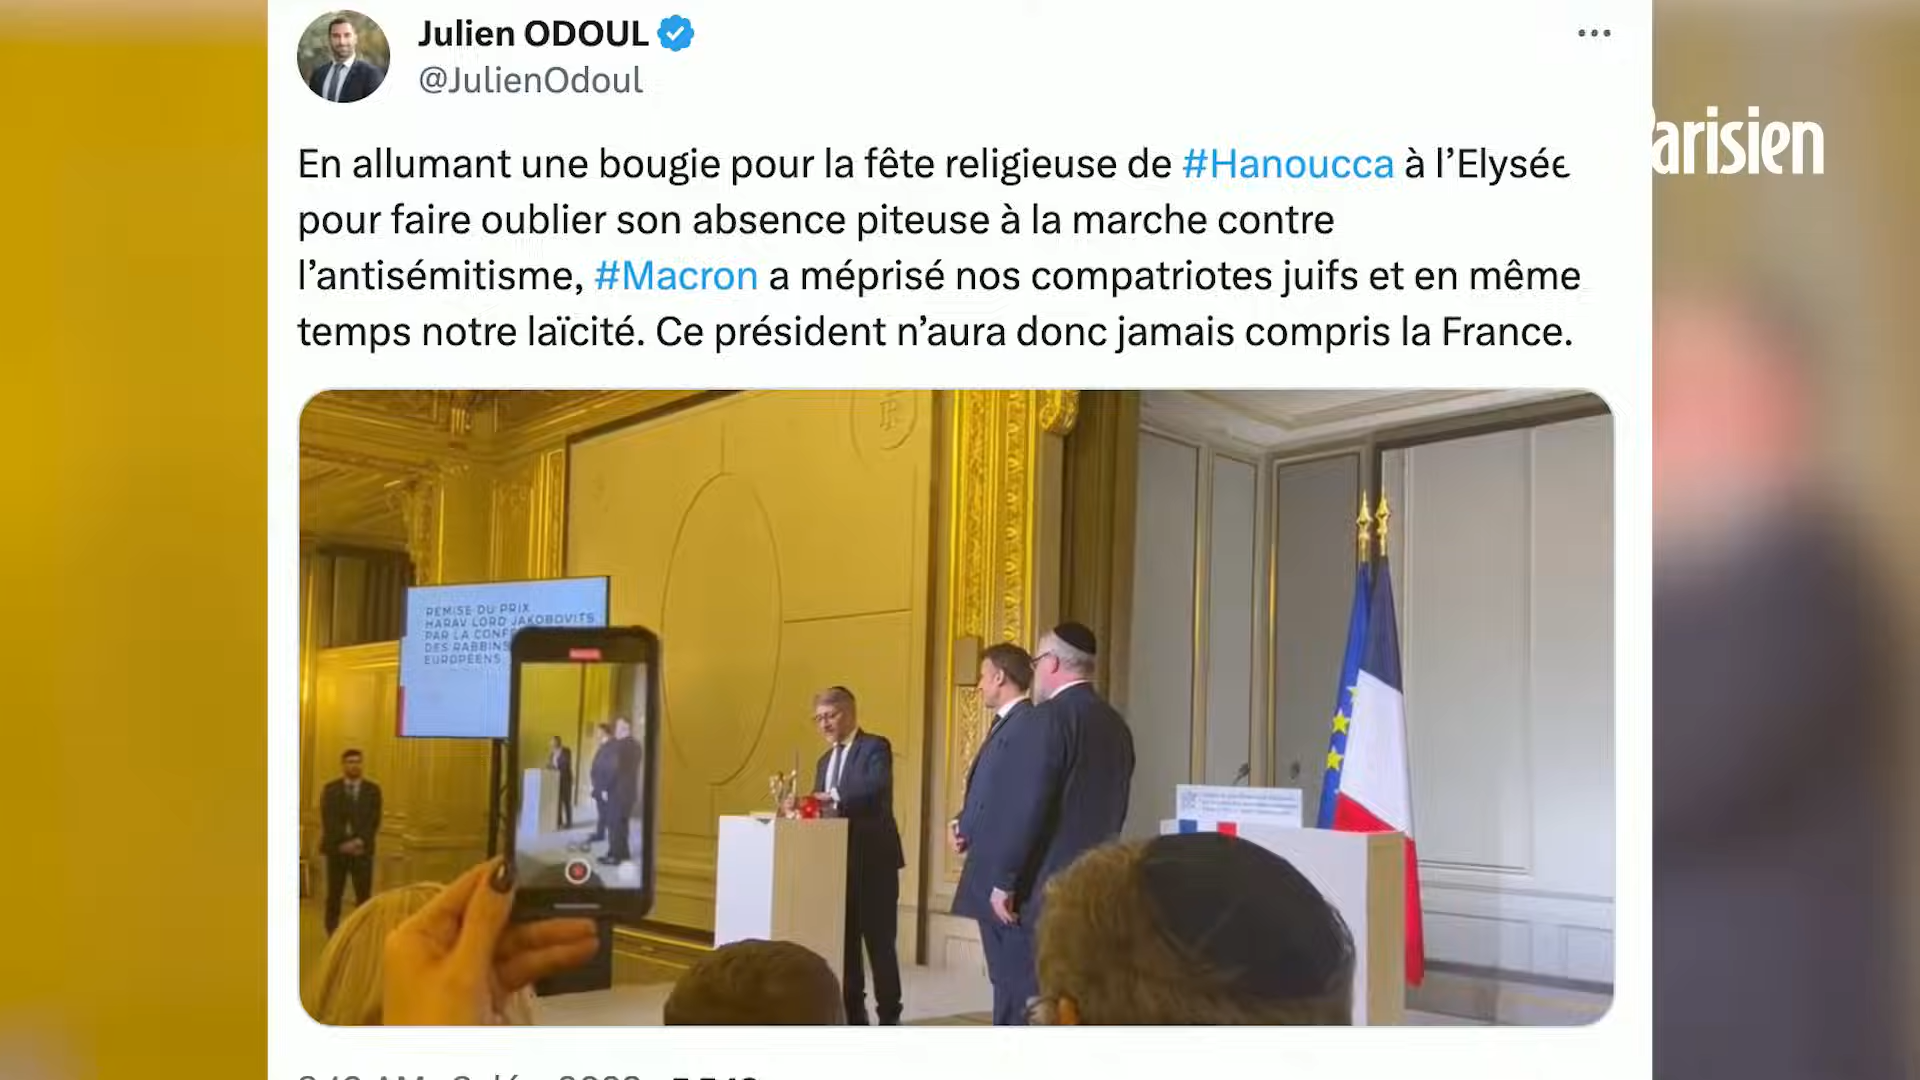 Julien ODOUL
@JulienOdoul
arisien
En allumant une bougie pour la fête religieuse de #Hanoucca à l’Elysée
pour faire oublier son absence piteuse à la marche contre
l’antisémitisme, #Macron a méprisé nos compatriotes juifs et en même
temps notre laïcité. Ce président n’aura donc jamais compris la France.
REMISE DU PRIX
HARAV LORD JAKOBOVITS
PAR LA CONF
DES RABBINS
EUROPÉENS